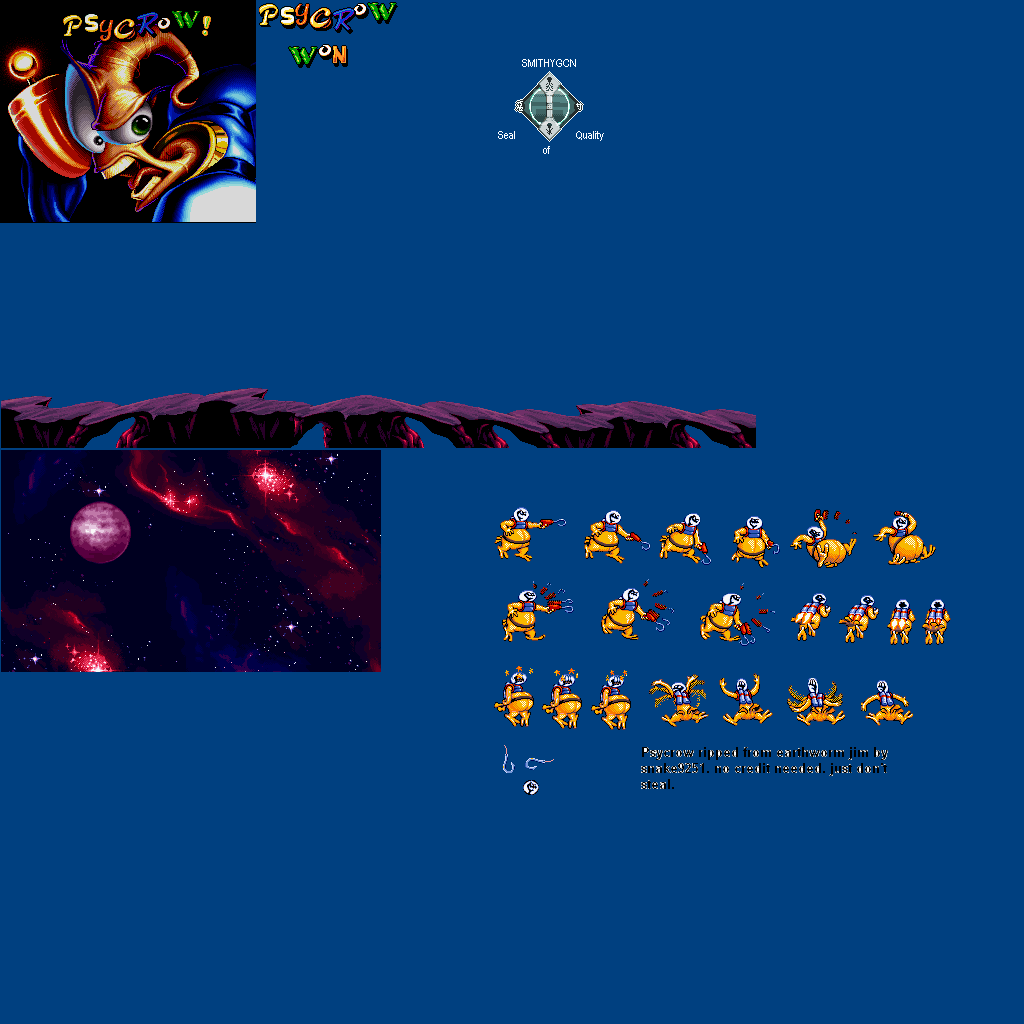 PSYCROW!
PSYCROW
WON
SMITHYGCN
Seal
Quality
of
Psycrow ripped from earthworm jim by
snake0251. no credit needed. just don't
steal.